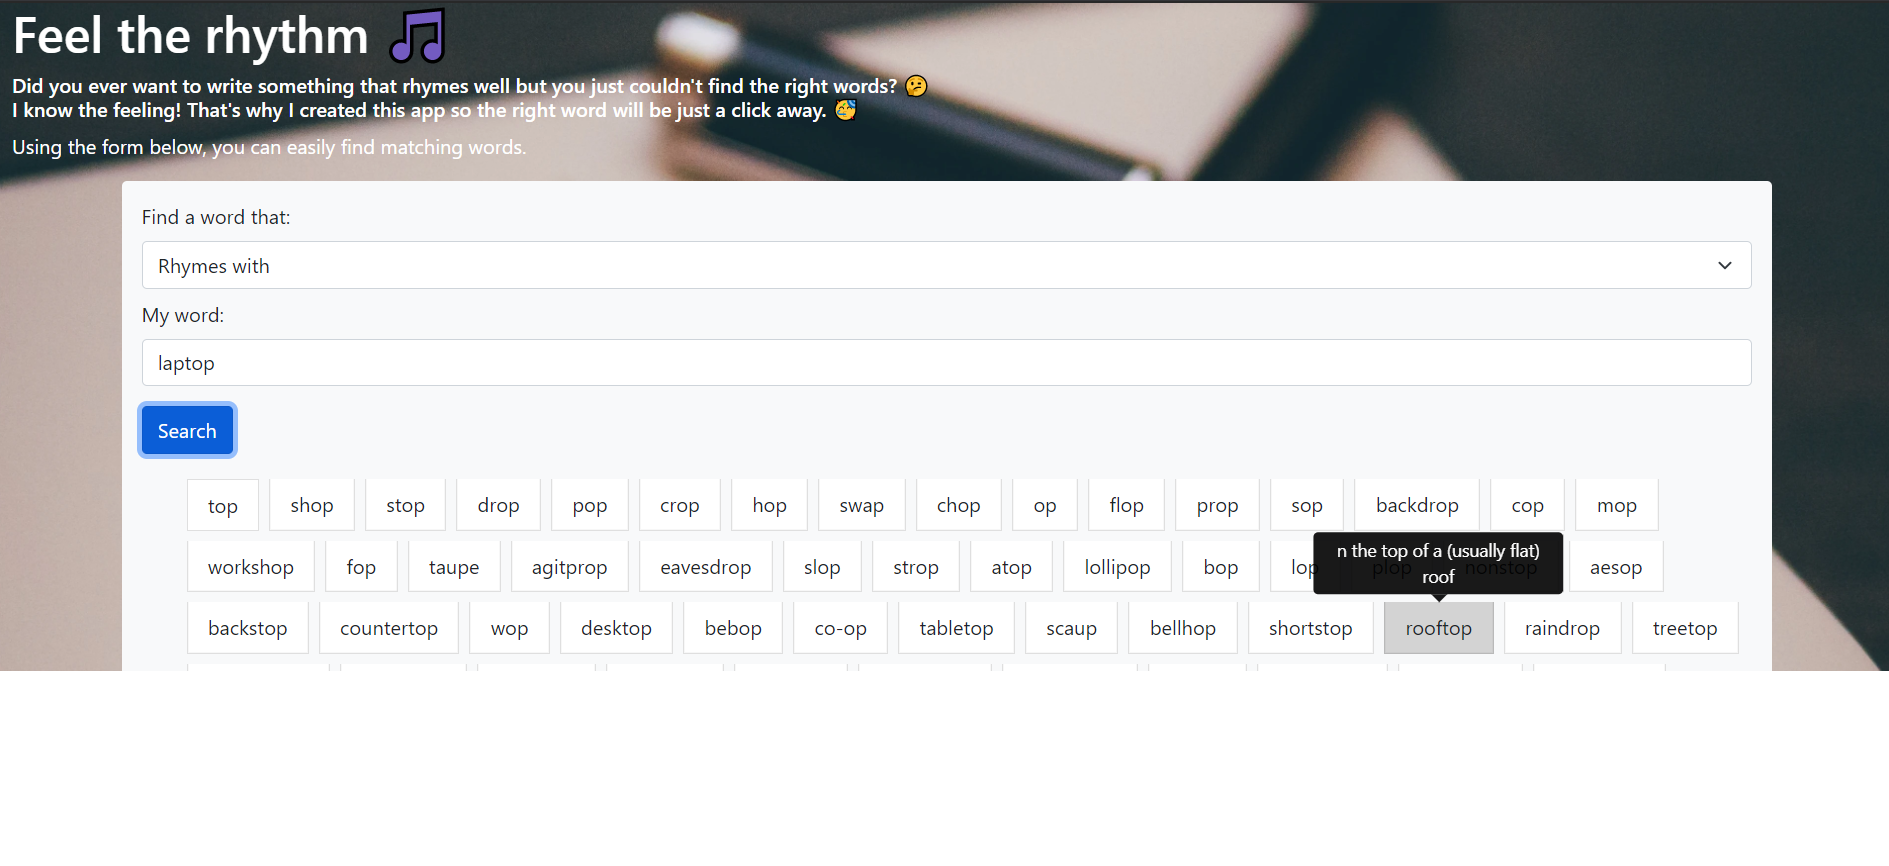 Feel the rhythm 🎵
Did you ever want to write something that rhymes well but you just couldn't find the right words? 🤔
I know the feeling! That's why I created this app so the right word will be just a click away. 🥳
Using the form below, you can easily find matching words.
Find a word that:
Rhymes with
My word:
laptop
Search
top shop stop drop pop crop hop swap chop op flop prop sop backdrop cop mop
n the top of a (usually flat)
roof
workshop fop taupe agitprop eavesdrop slop strop atop lollipop bop lop plop nonstop aesop
backstop countertop wop desktop bebop co-op tabletop scaup bellhop shortstop rooftop raindrop treetop